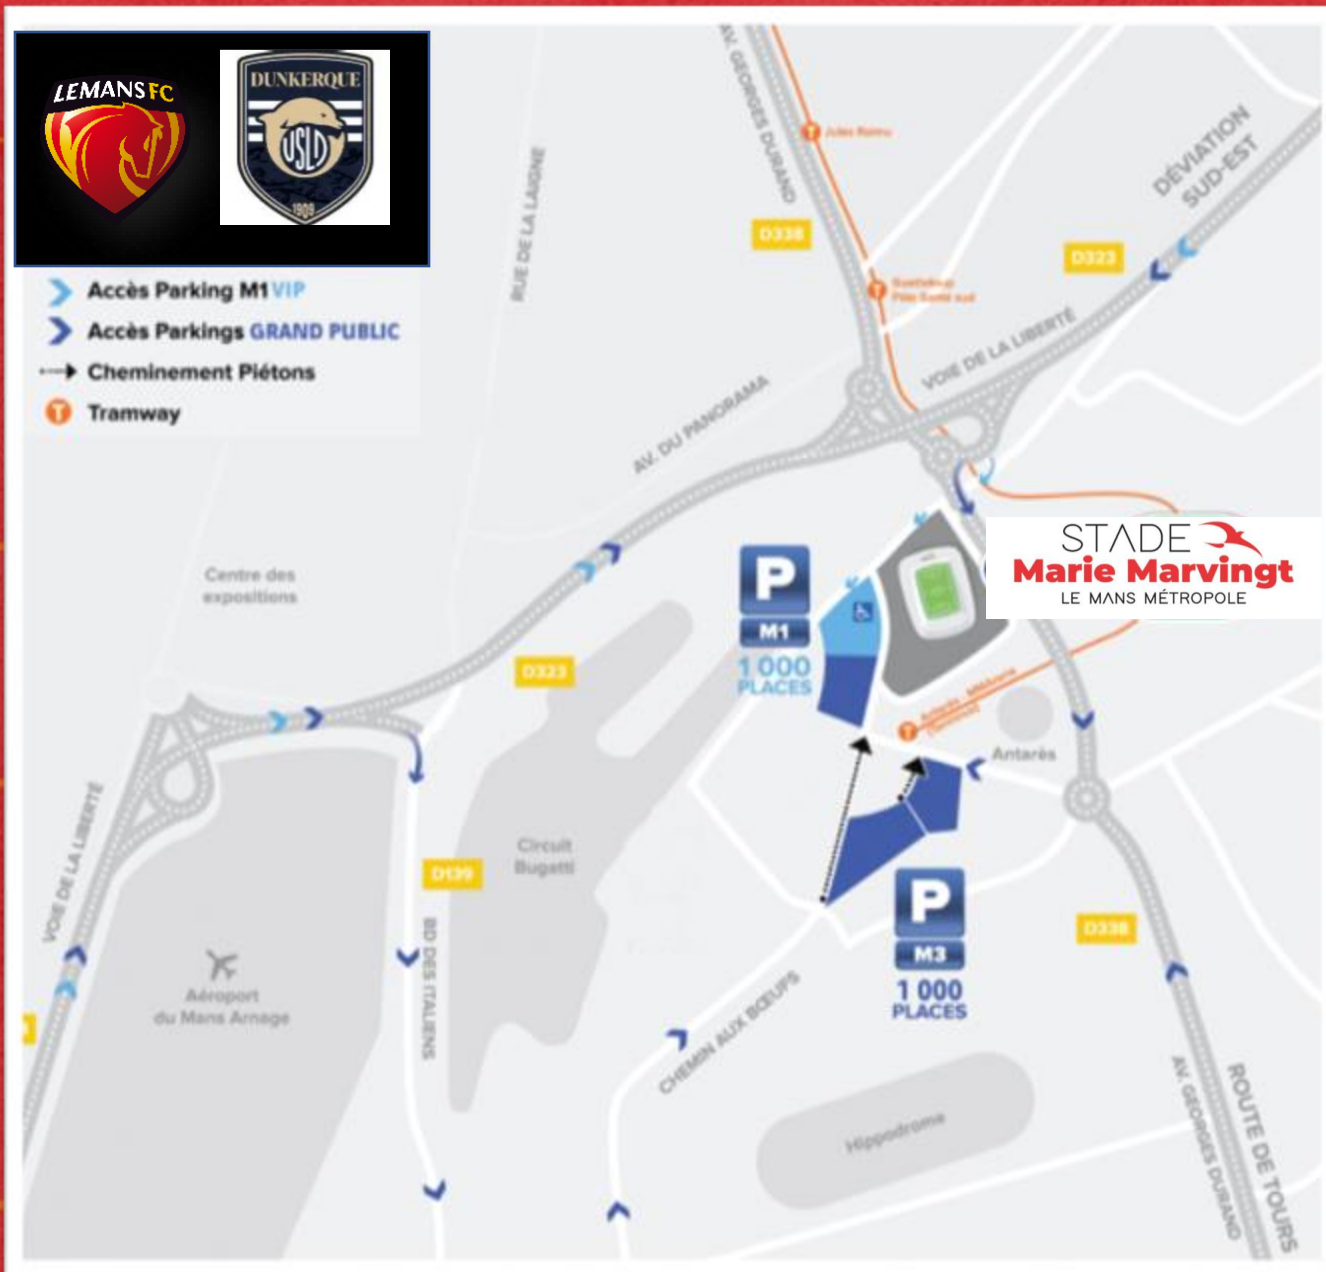 LEMANS FC
DUNKERQUE
USLD
1909
Accès Parking M1 VIP
Accès Parkings GRAND PUBLIC
Cheminement Piétons
T Tramway
AV. GEORGES DURAND
RUE DE LA LAIGNE
T
D338
DÉVIATION
SUD-EST
D323
T
Pôle Santé sud
VOIE DE LA LIBERTÉ
AV. DU PANORAMA
Centre des
expositions
P
M1
1 000
PLACES
STADE
Marie Marvingt
LE MANS MÉTROPOLE
D323
T
Antarès
VOIE DE LA LIBERTÉ
Circuit
Bugatti
D139
P
M3
1 000
PLACES
D338
BD DES ITALIENS
Aéroport
du Mans Arnage
CHEMIN AUX BŒUFS
Hippodrome
AV. GEORGES DURAND
ROUTE DE TOURS